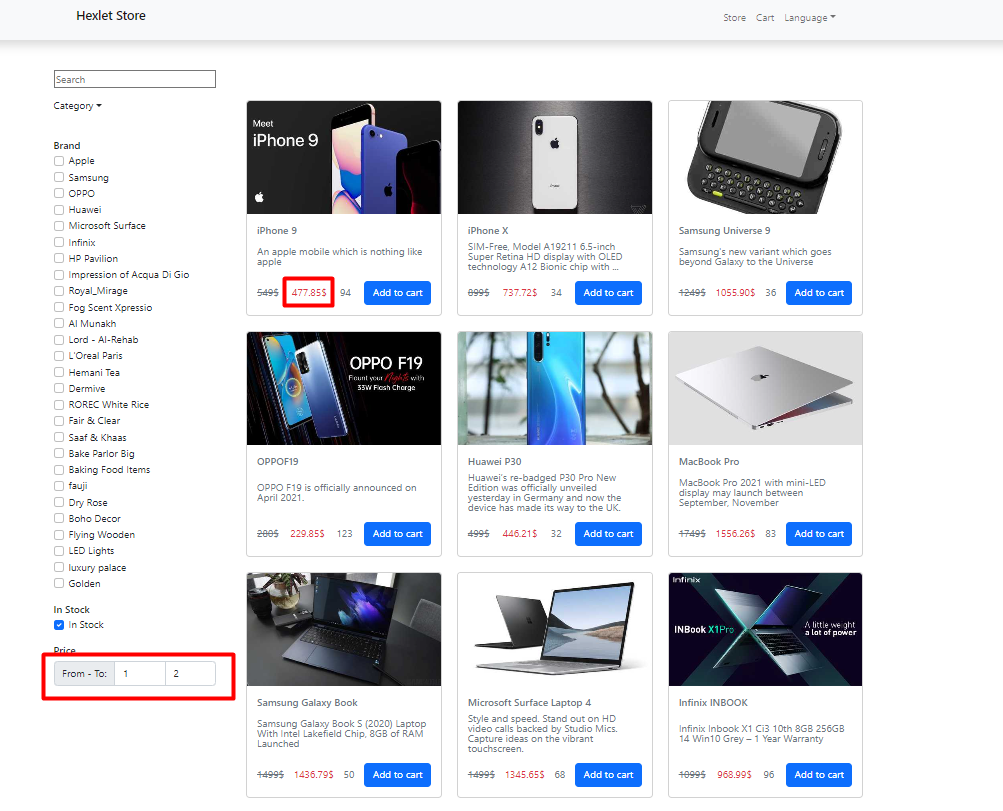 Hexlet Store
Store Cart Language
Search
Category
Brand
Apple
Samsung
OPPO
Huawei
Microsoft Surface
Infinix
HP Pavilion
Impression of Acqua Di Gio
Royal_Mirage
Fog Scent Xpressio
Al Munakh
Lord - Al-Rehab
L'Oreal Paris
Hemani Tea
Dermive
ROREC White Rice
Fair & Clear
Saaf & Khaas
Bake Parlor Big
Baking Food Items
fauji
Dry Rose
Boho Decor
Flying Wooden
LED Lights
luxury palace
Golden
In Stock
In Stock
Price
From - To: 1 2
Meet
iPhone 9
iPhone 9
An apple mobile which is nothing like
apple
549$ 477.85$ 94 Add to cart
iPhone X
SIM-Free, Model A19211 6.5-inch
Super Retina HD display with OLED
technology A12 Bionic chip with ...
899$ 737.72$ 34 Add to cart
Samsung Universe 9
Samsung's new variant which goes
beyond Galaxy to the Universe
1249$ 1055.90$ 36 Add to cart
OPPO F19
Flount your Nights with
33W Flash Charge
OPPOF19
OPPO F19 is officially announced on
April 2021.
280$ 229.85$ 123 Add to cart
Huawei P30
Huawei's re-badged P30 Pro New
Edition was officially unveiled
yesterday in Germany and now the
device has made its way to the UK.
499$ 446.21$ 32 Add to cart
MacBook Pro
MacBook Pro 2021 with mini-LED
display may launch between
September, November
1749$ 1556.26$ 83 Add to cart
Samsung Galaxy Book
Samsung Galaxy Book S (2020) Laptop
With Intel Lakefield Chip, 8GB of RAM
Launched
1499$ 1436.79$ 50 Add to cart
Microsoft Surface Laptop 4
Style and speed. Stand out on HD
video calls backed by Studio Mics.
Capture ideas on the vibrant
touchscreen.
1499$ 1345.65$ 68 Add to cart
Infinix
INBook X1Pro
A little weight
a lot of power
Infinix INBOOK
Infinix Inbook X1 Ci3 10th 8GB 256GB
14 Win10 Grey – 1 Year Warranty
1099$ 968.99$ 96 Add to cart